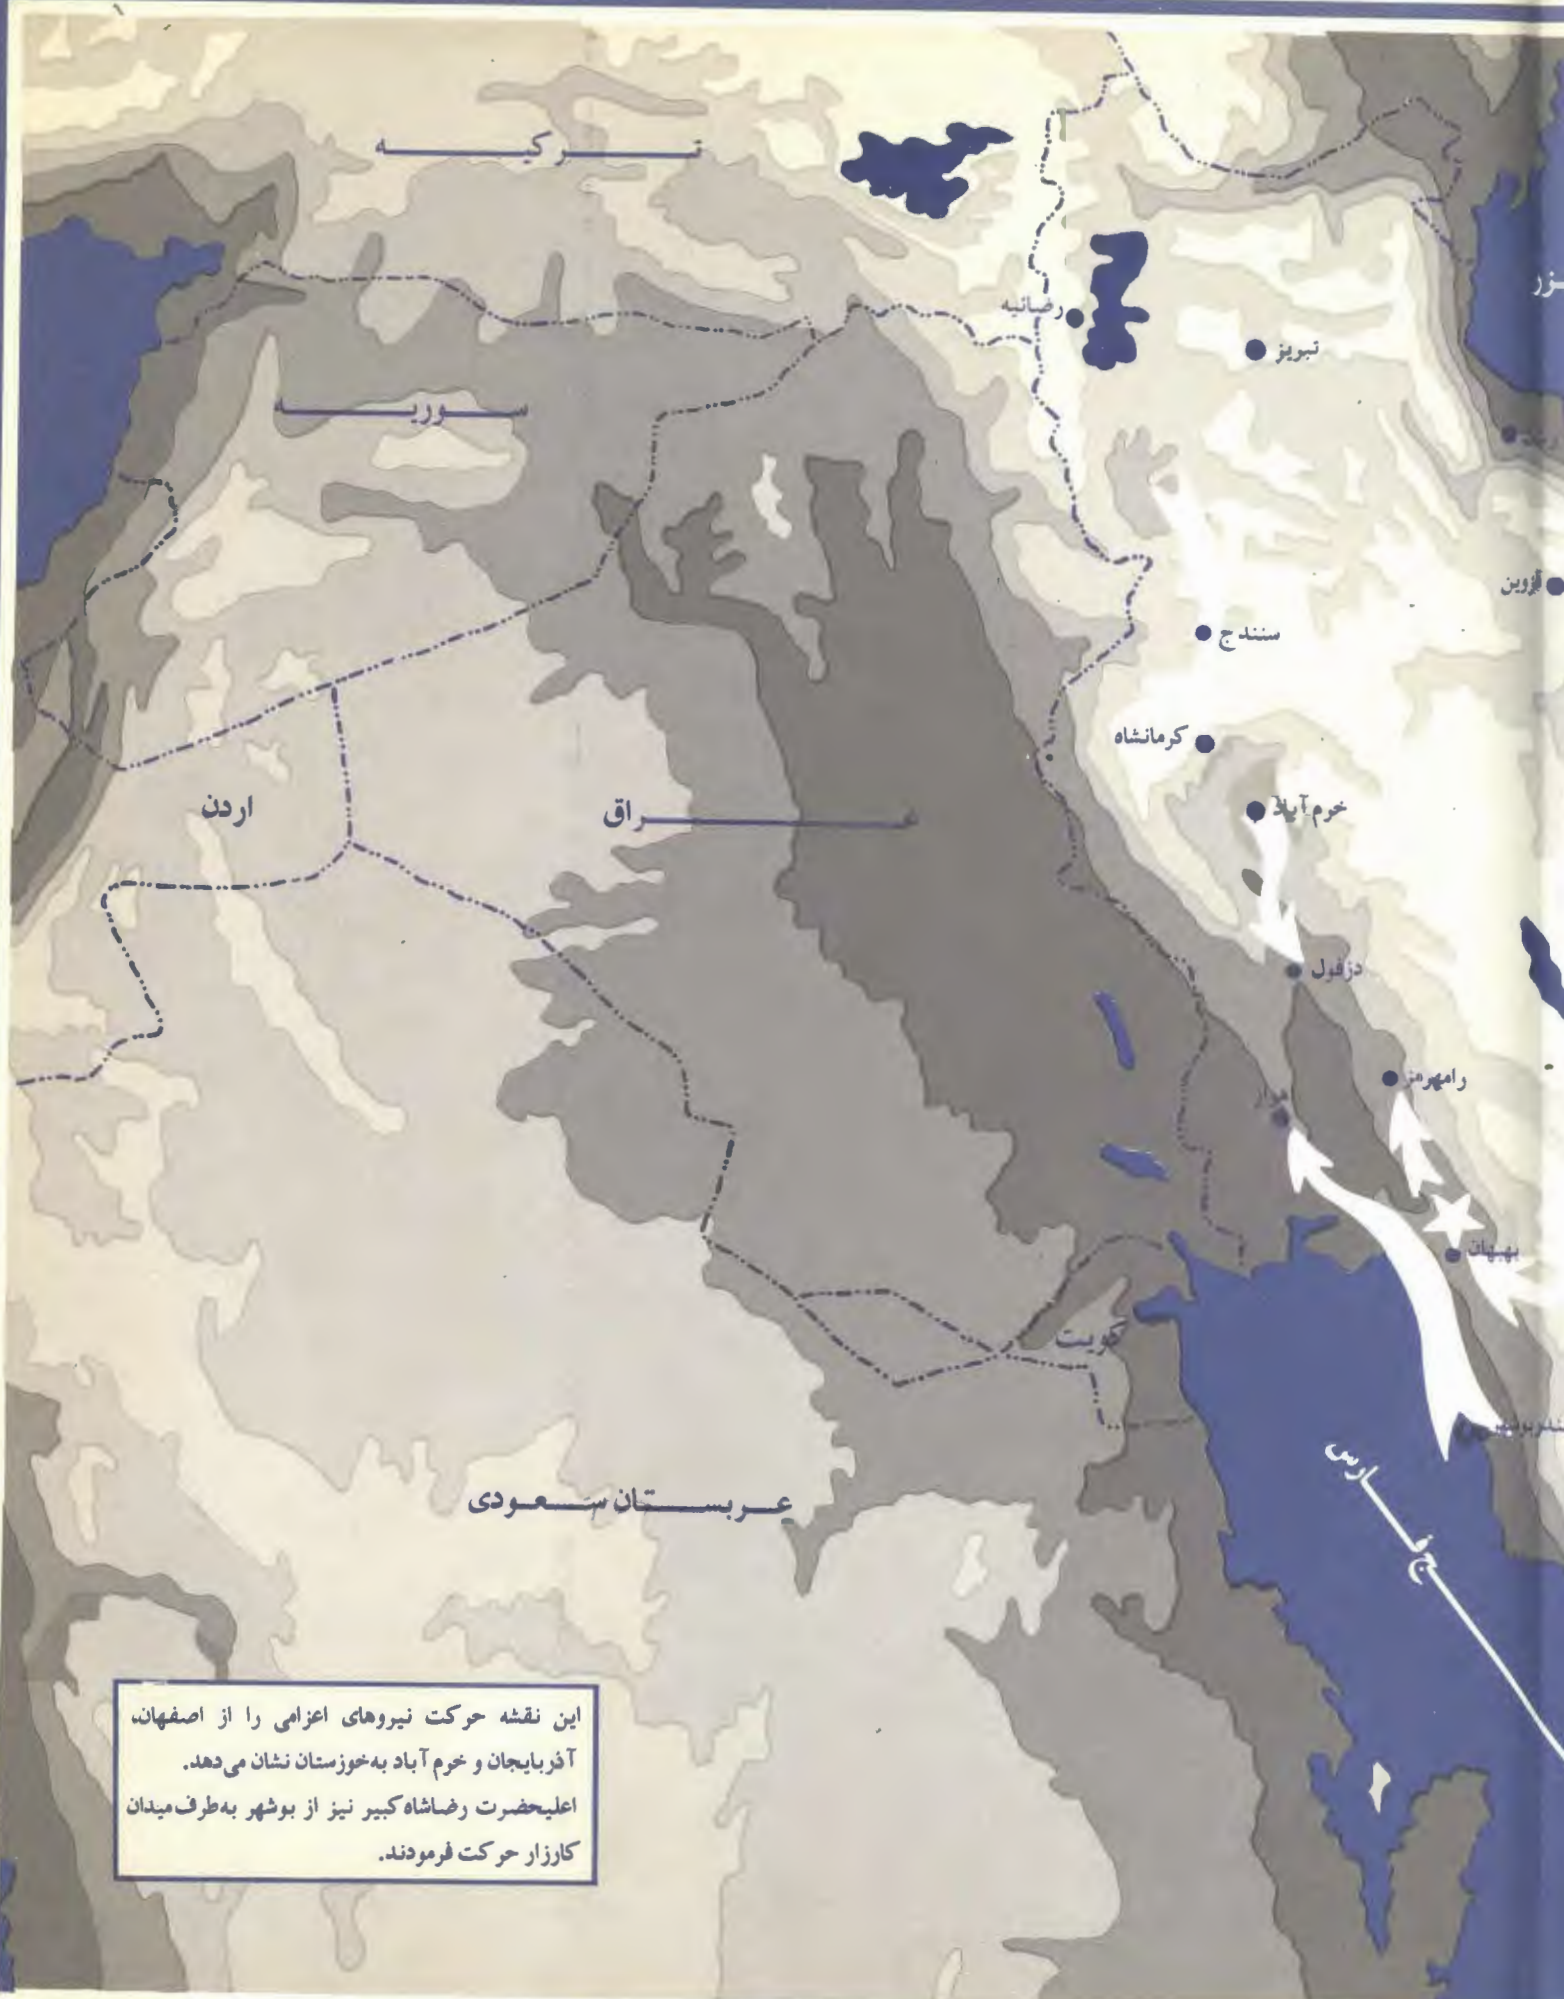 تركيه
رضائیه
تبریز
سوریه
قزوین
سنندج
کرمانشاه
اردن
عراق
خرم‌آباد
دزفول
رامهرمز
بهبهان
کویت
عربستان سعودی
این نقشه حرکت نیروهای اعزامی را از اصفهان،
آذربایجان و خرم‌آباد به‌خوزستان نشان می‌دهد.
اعلیحضرت رضاشاه کبیر نیز از بوشهر به‌طرف میدان
کارزار حرکت فرمودند.